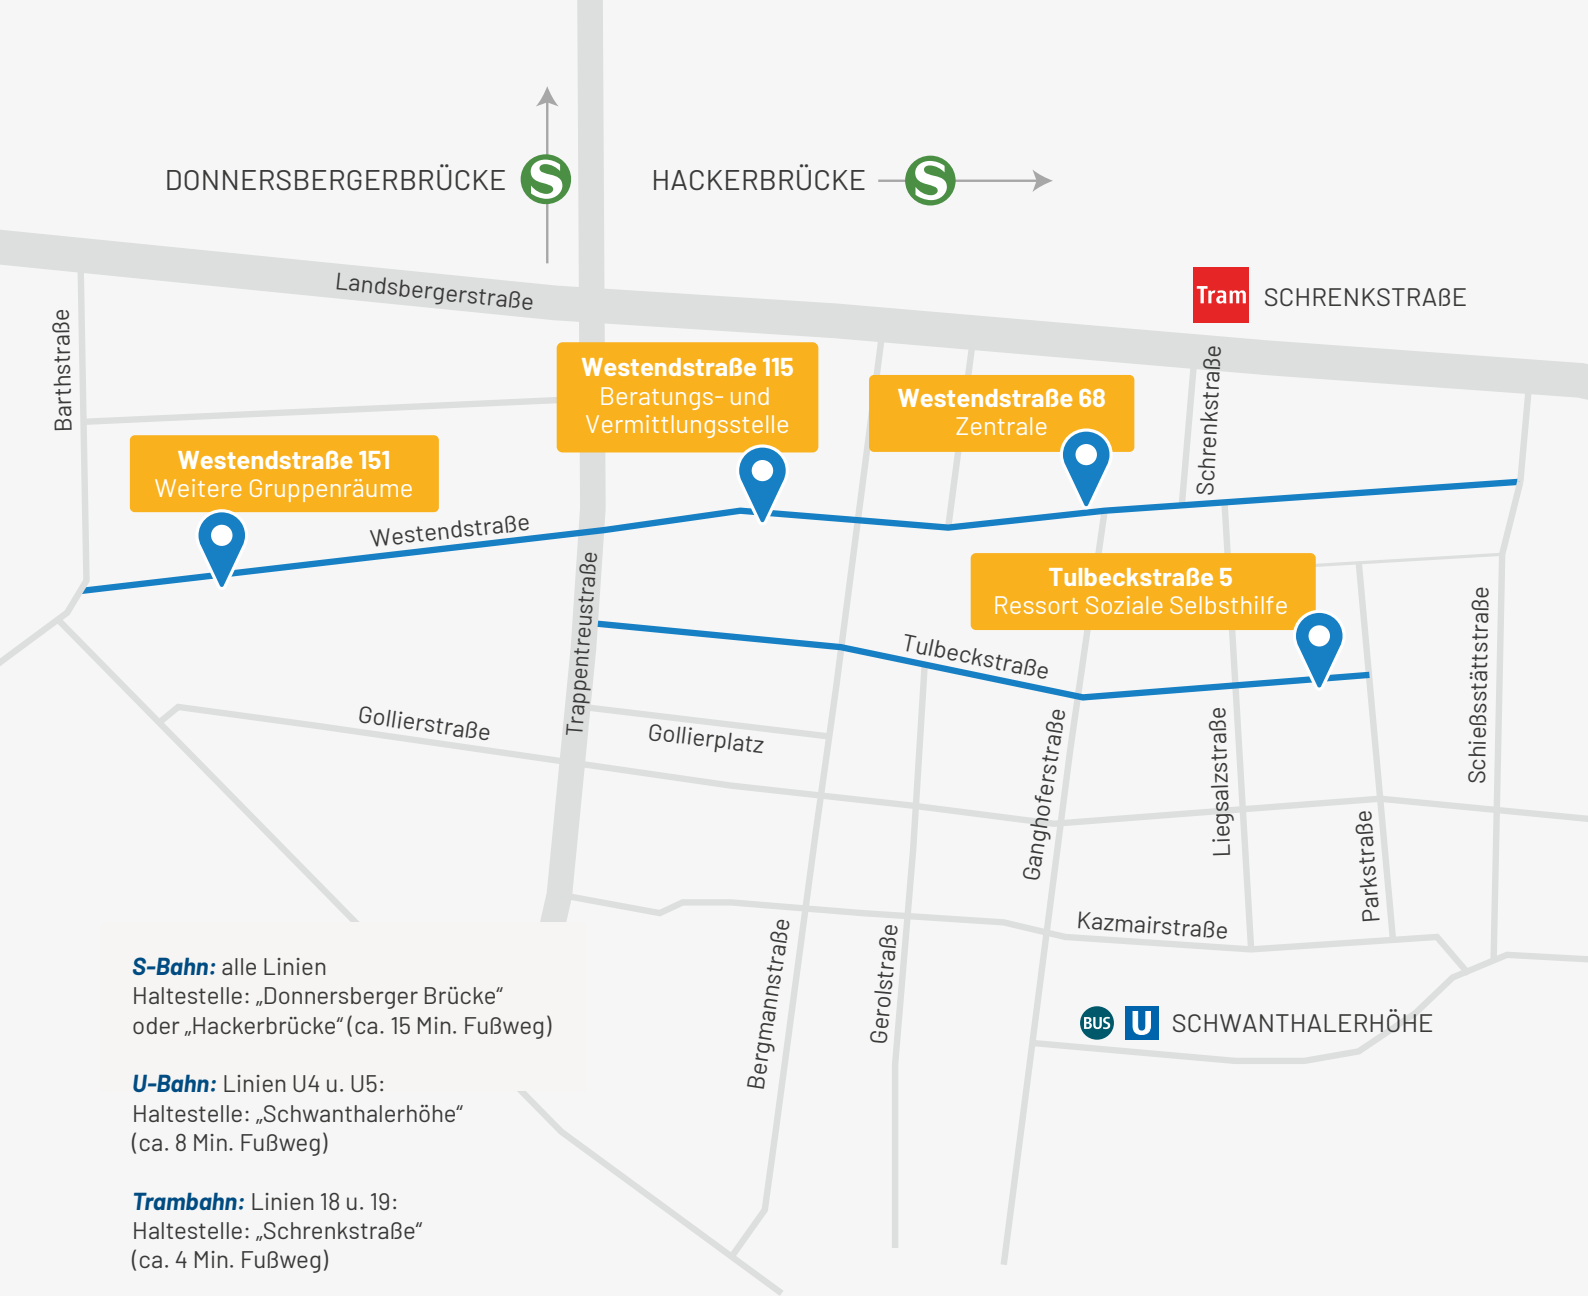 DONNERSBERGERBRÜCKE
S
HACKERBRÜCKE
S
Landsbergerstraße
Tram
SCHRENKSTRAßE
Barthstraße
Westendstraße 115
Beratungs- und
Vermittlungsstelle
Westendstraße 68
Zentrale
Schrenkstraße
Westendstraße 151
Weitere Gruppenräume
Westendstraße
Trappentreustraße
Tulbeckstraße 5
Ressort Soziale Selbsthilfe
Tulbeckstraße
Schießsstättstraße
Gollierstraße
Gollierplatz
Ganghoferstraße
Liegsalzstraße
Parkstraße
Kazmairstraße
Bergmannstraße
Gerolstraße
BUS
U
SCHWANTHALERHÖHE
S-Bahn: alle Linien
Haltestelle: „Donnersberger Brücke“
oder „Hackerbrücke“ (ca. 15 Min. Fußweg)
U-Bahn: Linien U4 u. U5:
Haltestelle: „Schwanthalerhöhe“
(ca. 8 Min. Fußweg)
Trambahn: Linien 18 u. 19:
Haltestelle: „Schrenkstraße“
(ca. 4 Min. Fußweg)